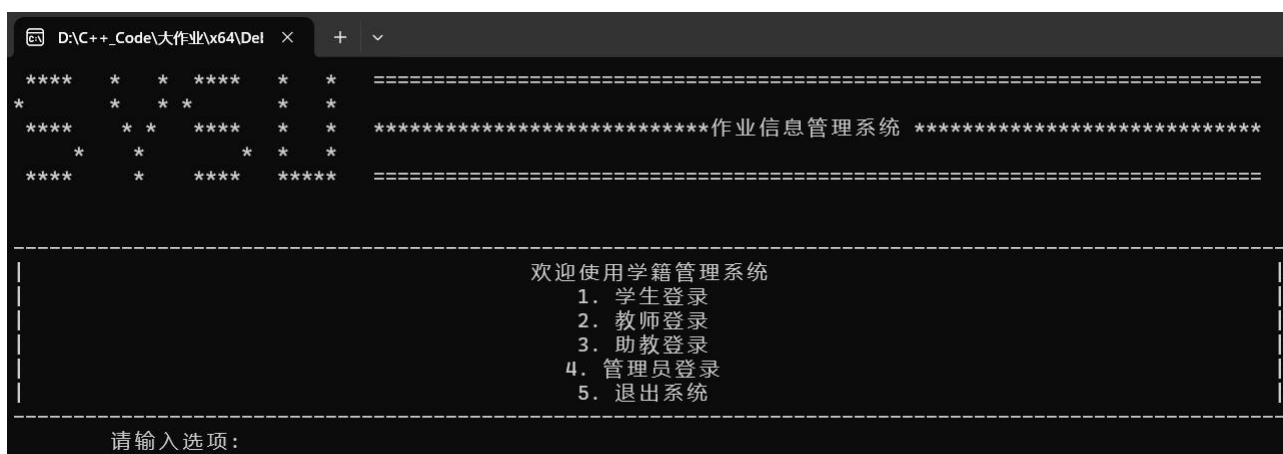 D:\C++_Code\大作业\x64\Del
****   *   *  ****   *   *   ==========================================================================
*       *   * *       *   *
****    * *   ****   *   *   ****************************作业信息管理系统 *****************************
    *    *        *  *   *
****     *    ****   *****   ==========================================================================
----------------------------------------------------------------------------------------------------------
| 欢迎使用学籍管理系统 |
| 1. 学生登录 |
| 2. 教师登录 |
| 3. 助教登录 |
| 4. 管理员登录 |
| 5. 退出系统 |
----------------------------------------------------------------------------------------------------------
请输入选项: